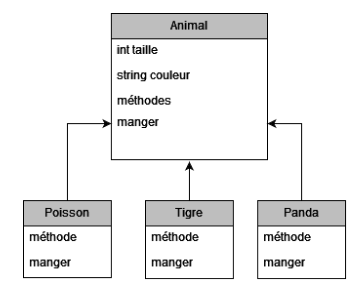 Animal
int taille
string couleur
méthodes
manger
Poisson
méthode
manger
Tigre
méthode
manger
Panda
méthode
manger